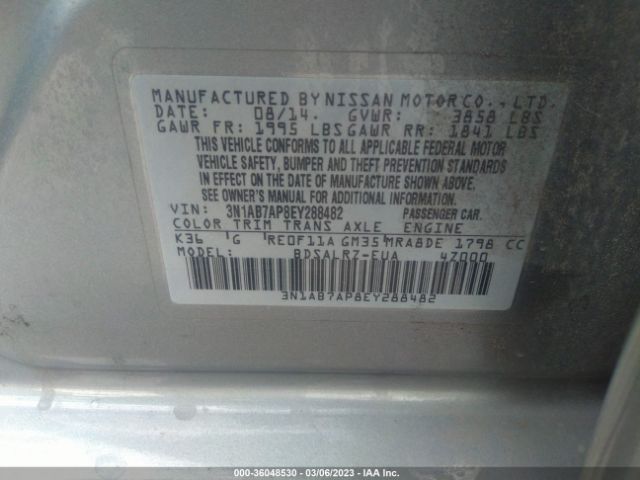 MANUFACTURED BY NISSAN MOTOR CO., LTD.
DATE: 08/14. GVWR: 3858 LBS
GAWR FR: 1995 LBS GAWR RR: 1841 LBS
THIS VEHICLE CONFORMS TO ALL APPLICABLE FEDERAL MOTOR
VEHICLE SAFETY, BUMPER AND THEFT PREVENTION STANDARDS
IN EFFECT ON THE DATE OF MANUFACTURE SHOWN ABOVE.
SEE OWNER'S MANUAL FOR ADDITIONAL INFORMATION.
VIN: 3N1AB7AP8EY288482 PASSENGER CAR.
COLOR TRIM TRANS AXLE ENGINE
K36 G RE0F11A GM35 MRA8DE 1798 CC
MODEL: BDSALRZ-EUA 4Z000
3N1AB7AP8EY288482
000-36048530 - 03/06/2023 - IAA Inc.